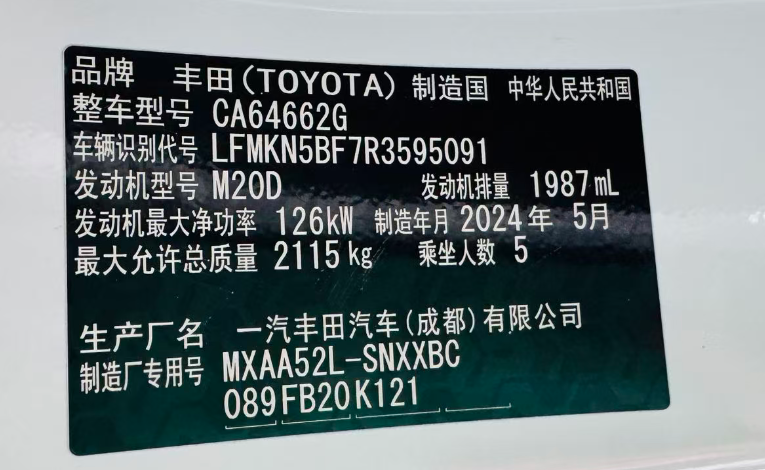 品牌 丰田(TOYOTA) 制造国 中华人民共和国
整车型号 CA64662G
车辆识别代号 LFMKN5BF7R3595091
发动机型号 M20D 发动机排量 1987mL
发动机最大净功率 126kW 制造年月 2024年 5月
最大允许总质量 2115kg 乘坐人数 5
生产厂名 一汽丰田汽车(成都)有限公司
制造厂专用号 MXAA52L-SNXXBC
089FB20K121